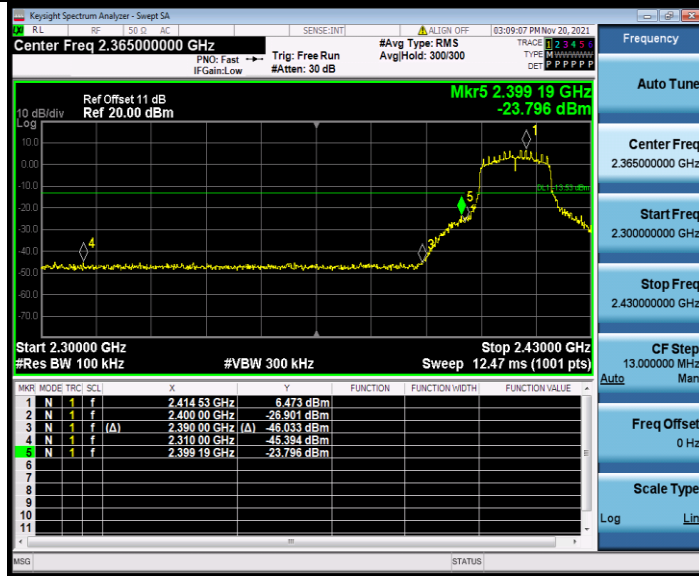 Keysight Spectrum Analyzer - Swept SA
RL RF 50 Ω AC SENSE:INT ALIGN OFF 03:09:07 PM Nov 20, 2021
Center Freq 2.365000000 GHz #Avg Type: RMS TRACE 1 2 3 4 5 6
PNO: Fast Trig: Free Run Avg|Hold: 300/300 TYPE M WWWWW
IFGain:Low #Atten: 30 dB DET P P P P P P
Mkr5 2.399 19 GHz
-23.796 dBm
Ref Offset 11 dB
10 dB/div Ref 20.00 dBm
Log
10.0
0.00
-10.0
-20.0
-30.0
-40.0
-50.0
-60.0
-70.0
1
DL1 -13.53 dBm
5
3
4
Start 2.30000 GHz Stop 2.43000 GHz
#Res BW 100 kHz #VBW 300 kHz Sweep 12.47 ms (1001 pts)
MKR MODE TRC SCL X Y FUNCTION FUNCTION WIDTH FUNCTION VALUE
1 N 1 f 2.414 53 GHz 6.473 dBm
2 N 1 f 2.400 00 GHz -26.901 dBm
3 N 1 f (Δ) 2.390 00 GHz (Δ) -46.033 dBm
4 N 1 f 2.310 00 GHz -45.394 dBm
5 N 1 f 2.399 19 GHz -23.796 dBm
6
7
8
9
10
11
MSG STATUS
Frequency
Auto Tune
Center Freq
2.365000000 GHz
Start Freq
2.300000000 GHz
Stop Freq
2.430000000 GHz
CF Step
13.000000 MHz
Auto Man
Freq Offset
0 Hz
Scale Type
Log Lin